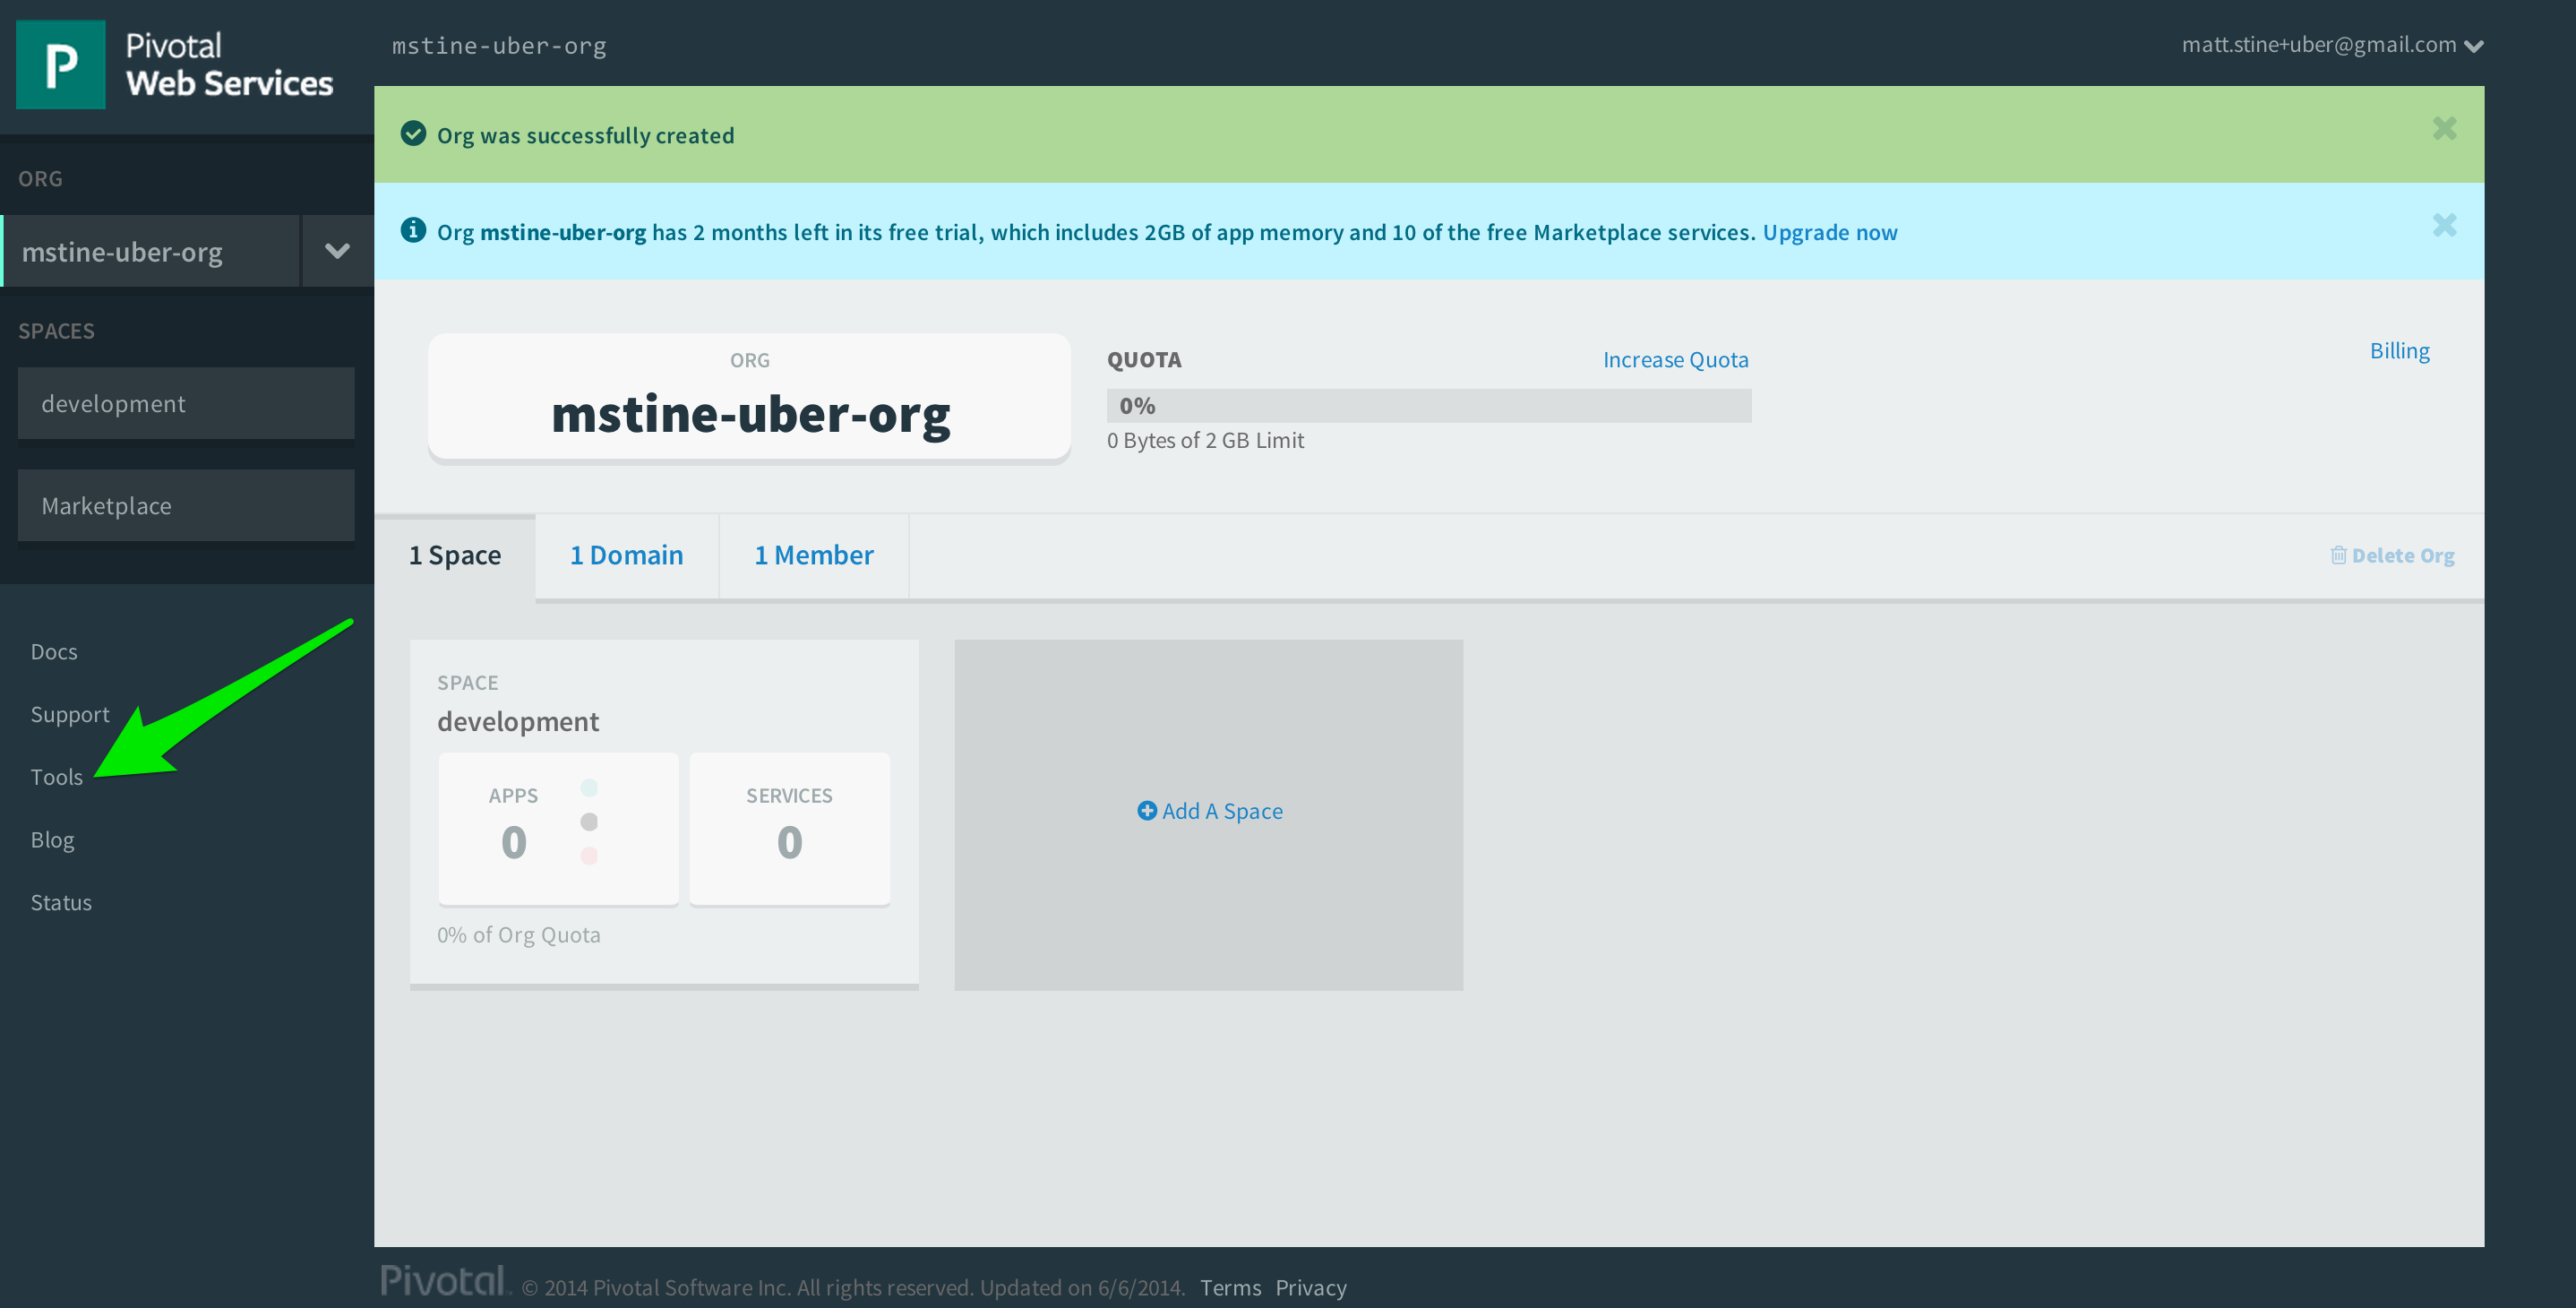 Pivotal
Web Services
mstine-uber-org
matt.stine+uber@gmail.com
ORG
mstine-uber-org
SPACES
development
Marketplace
Docs
Support
Tools
Blog
Status
Org was successfully created
Org mstine-uber-org has 2 months left in its free trial, which includes 2GB of app memory and 10 of the free Marketplace services. Upgrade now
ORG
mstine-uber-org
QUOTA
Increase Quota
0%
0 Bytes of 2 GB Limit
Billing
1 Space
1 Domain
1 Member
Delete Org
SPACE
development
APPS
0
SERVICES
0
0% of Org Quota
Add A Space
Pivotal
© 2014 Pivotal Software Inc. All rights reserved. Updated on 6/6/2014. Terms Privacy